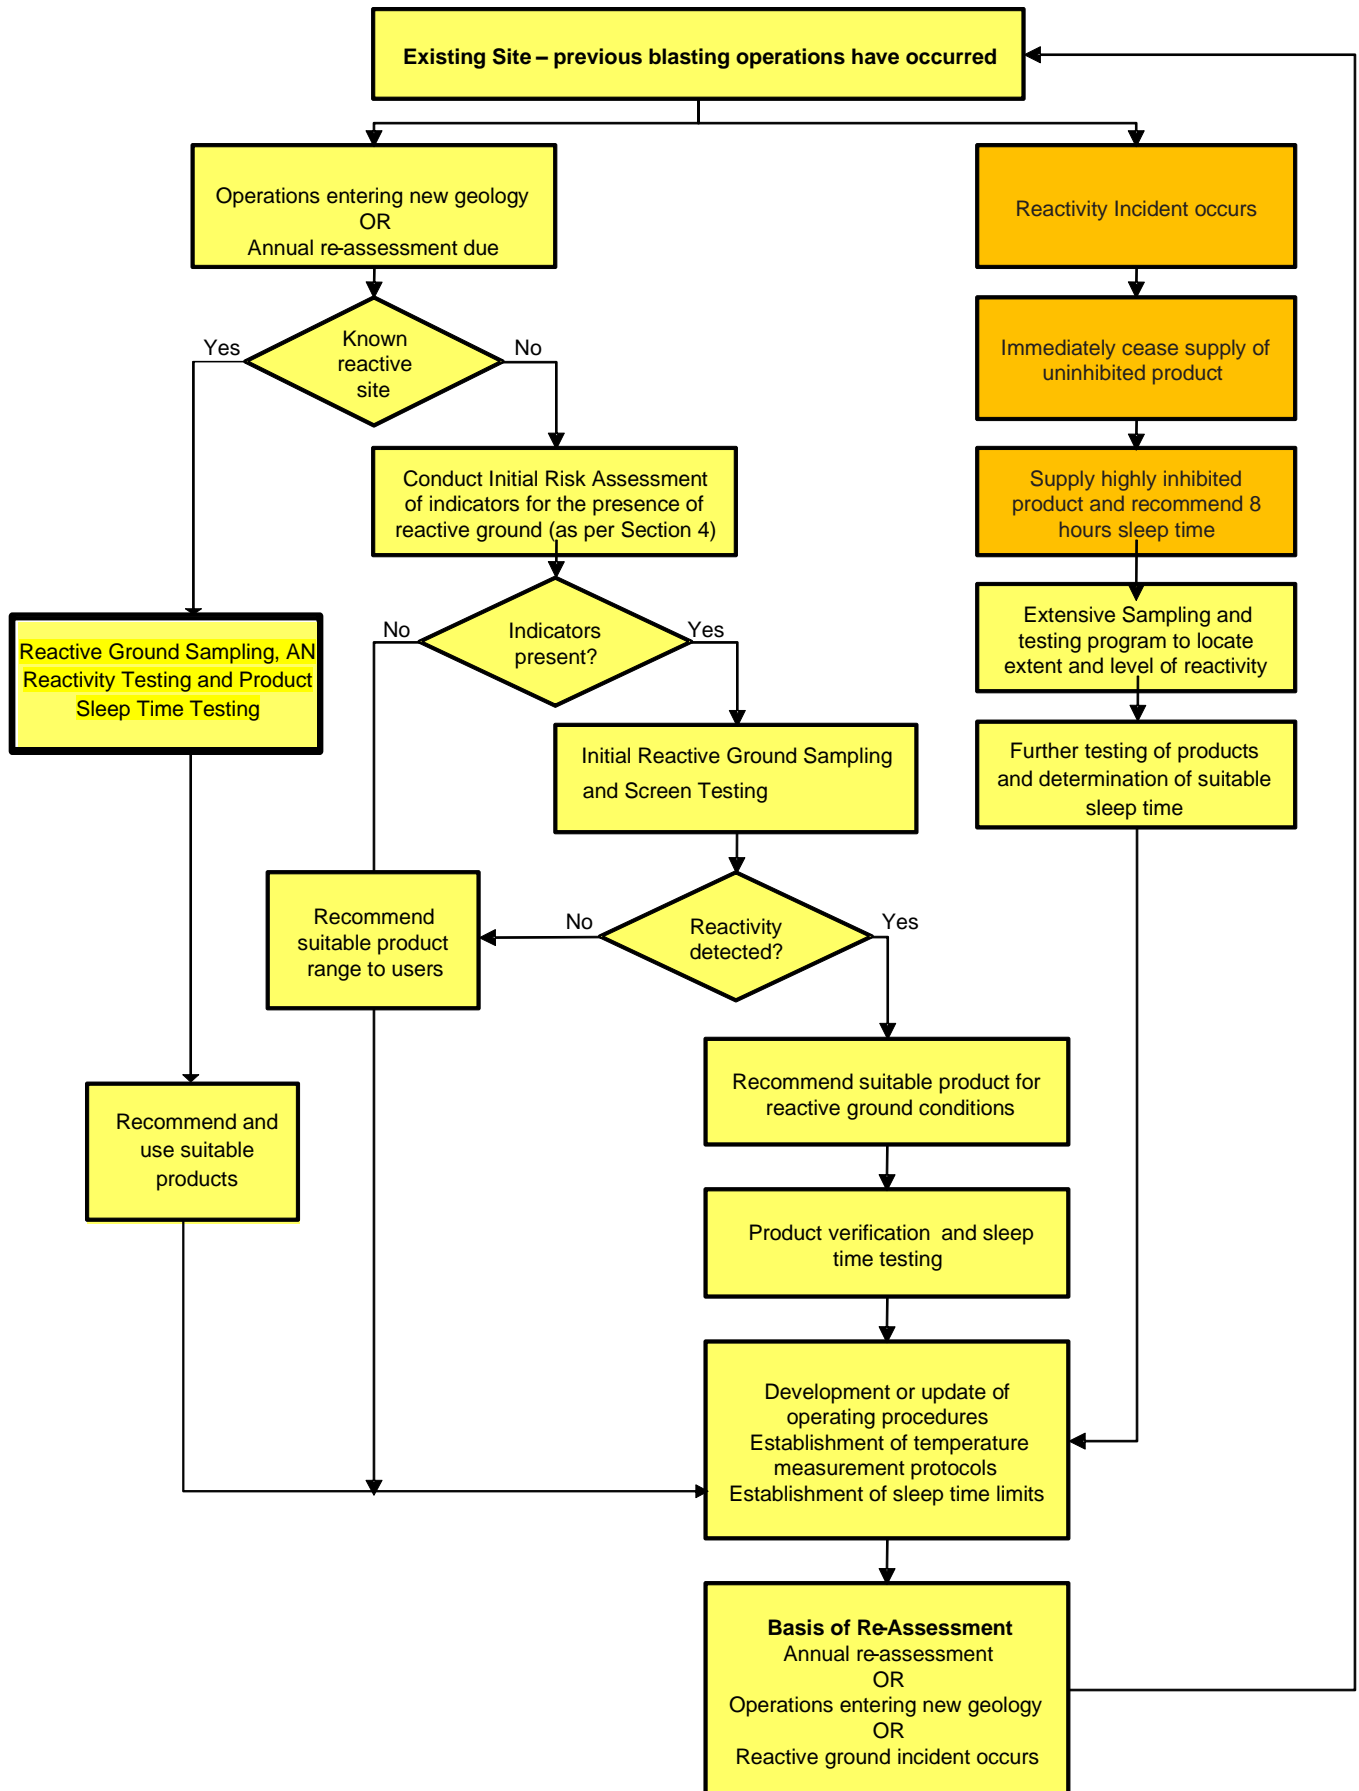 Existing Site – previous blasting operations have occurred
Operations entering new geology
OR
Annual re-assessment due
Reactivity Incident occurs
Known
reactive
site
Yes
No
Immediately cease supply of
uninhibited product
Conduct Initial Risk Assessment
of indicators for the presence of
reactive ground (as per Section 4)
Supply highly inhibited
product and recommend 8
hours sleep time
Indicators
present?
No
Yes
Extensive Sampling and
testing program to locate
extent and level of reactivity
Reactive Ground Sampling, AN
Reactivity Testing and Product
Sleep Time Testing
Initial Reactive Ground Sampling
and Screen Testing
Further testing of products
and determination of suitable
sleep time
Recommend
suitable product
range to users
No
Reactivity
detected?
Yes
Recommend suitable product for
reactive ground conditions
Recommend and
use suitable
products
Product verification and sleep
time testing
Development or update of
operating procedures
Establishment of temperature
measurement protocols
Establishment of sleep time limits
Basis of Re-Assessment
Annual re-assessment
OR
Operations entering new geology
OR
Reactive ground incident occurs